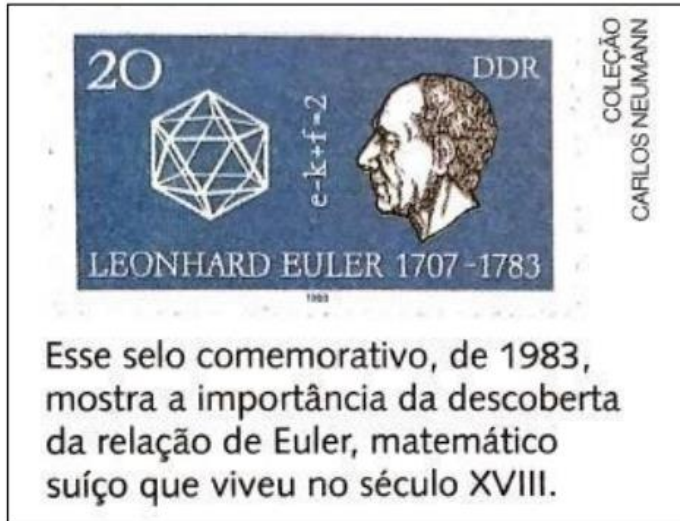 20
DDR
e-k+f=2
LEONHARD EULER 1707-1783
1983
COLEÇÃO
CARLOS NEUMANN
Esse selo comemorativo, de 1983,
mostra a importância da descoberta
da relação de Euler, matemático
suíço que viveu no século XVIII.